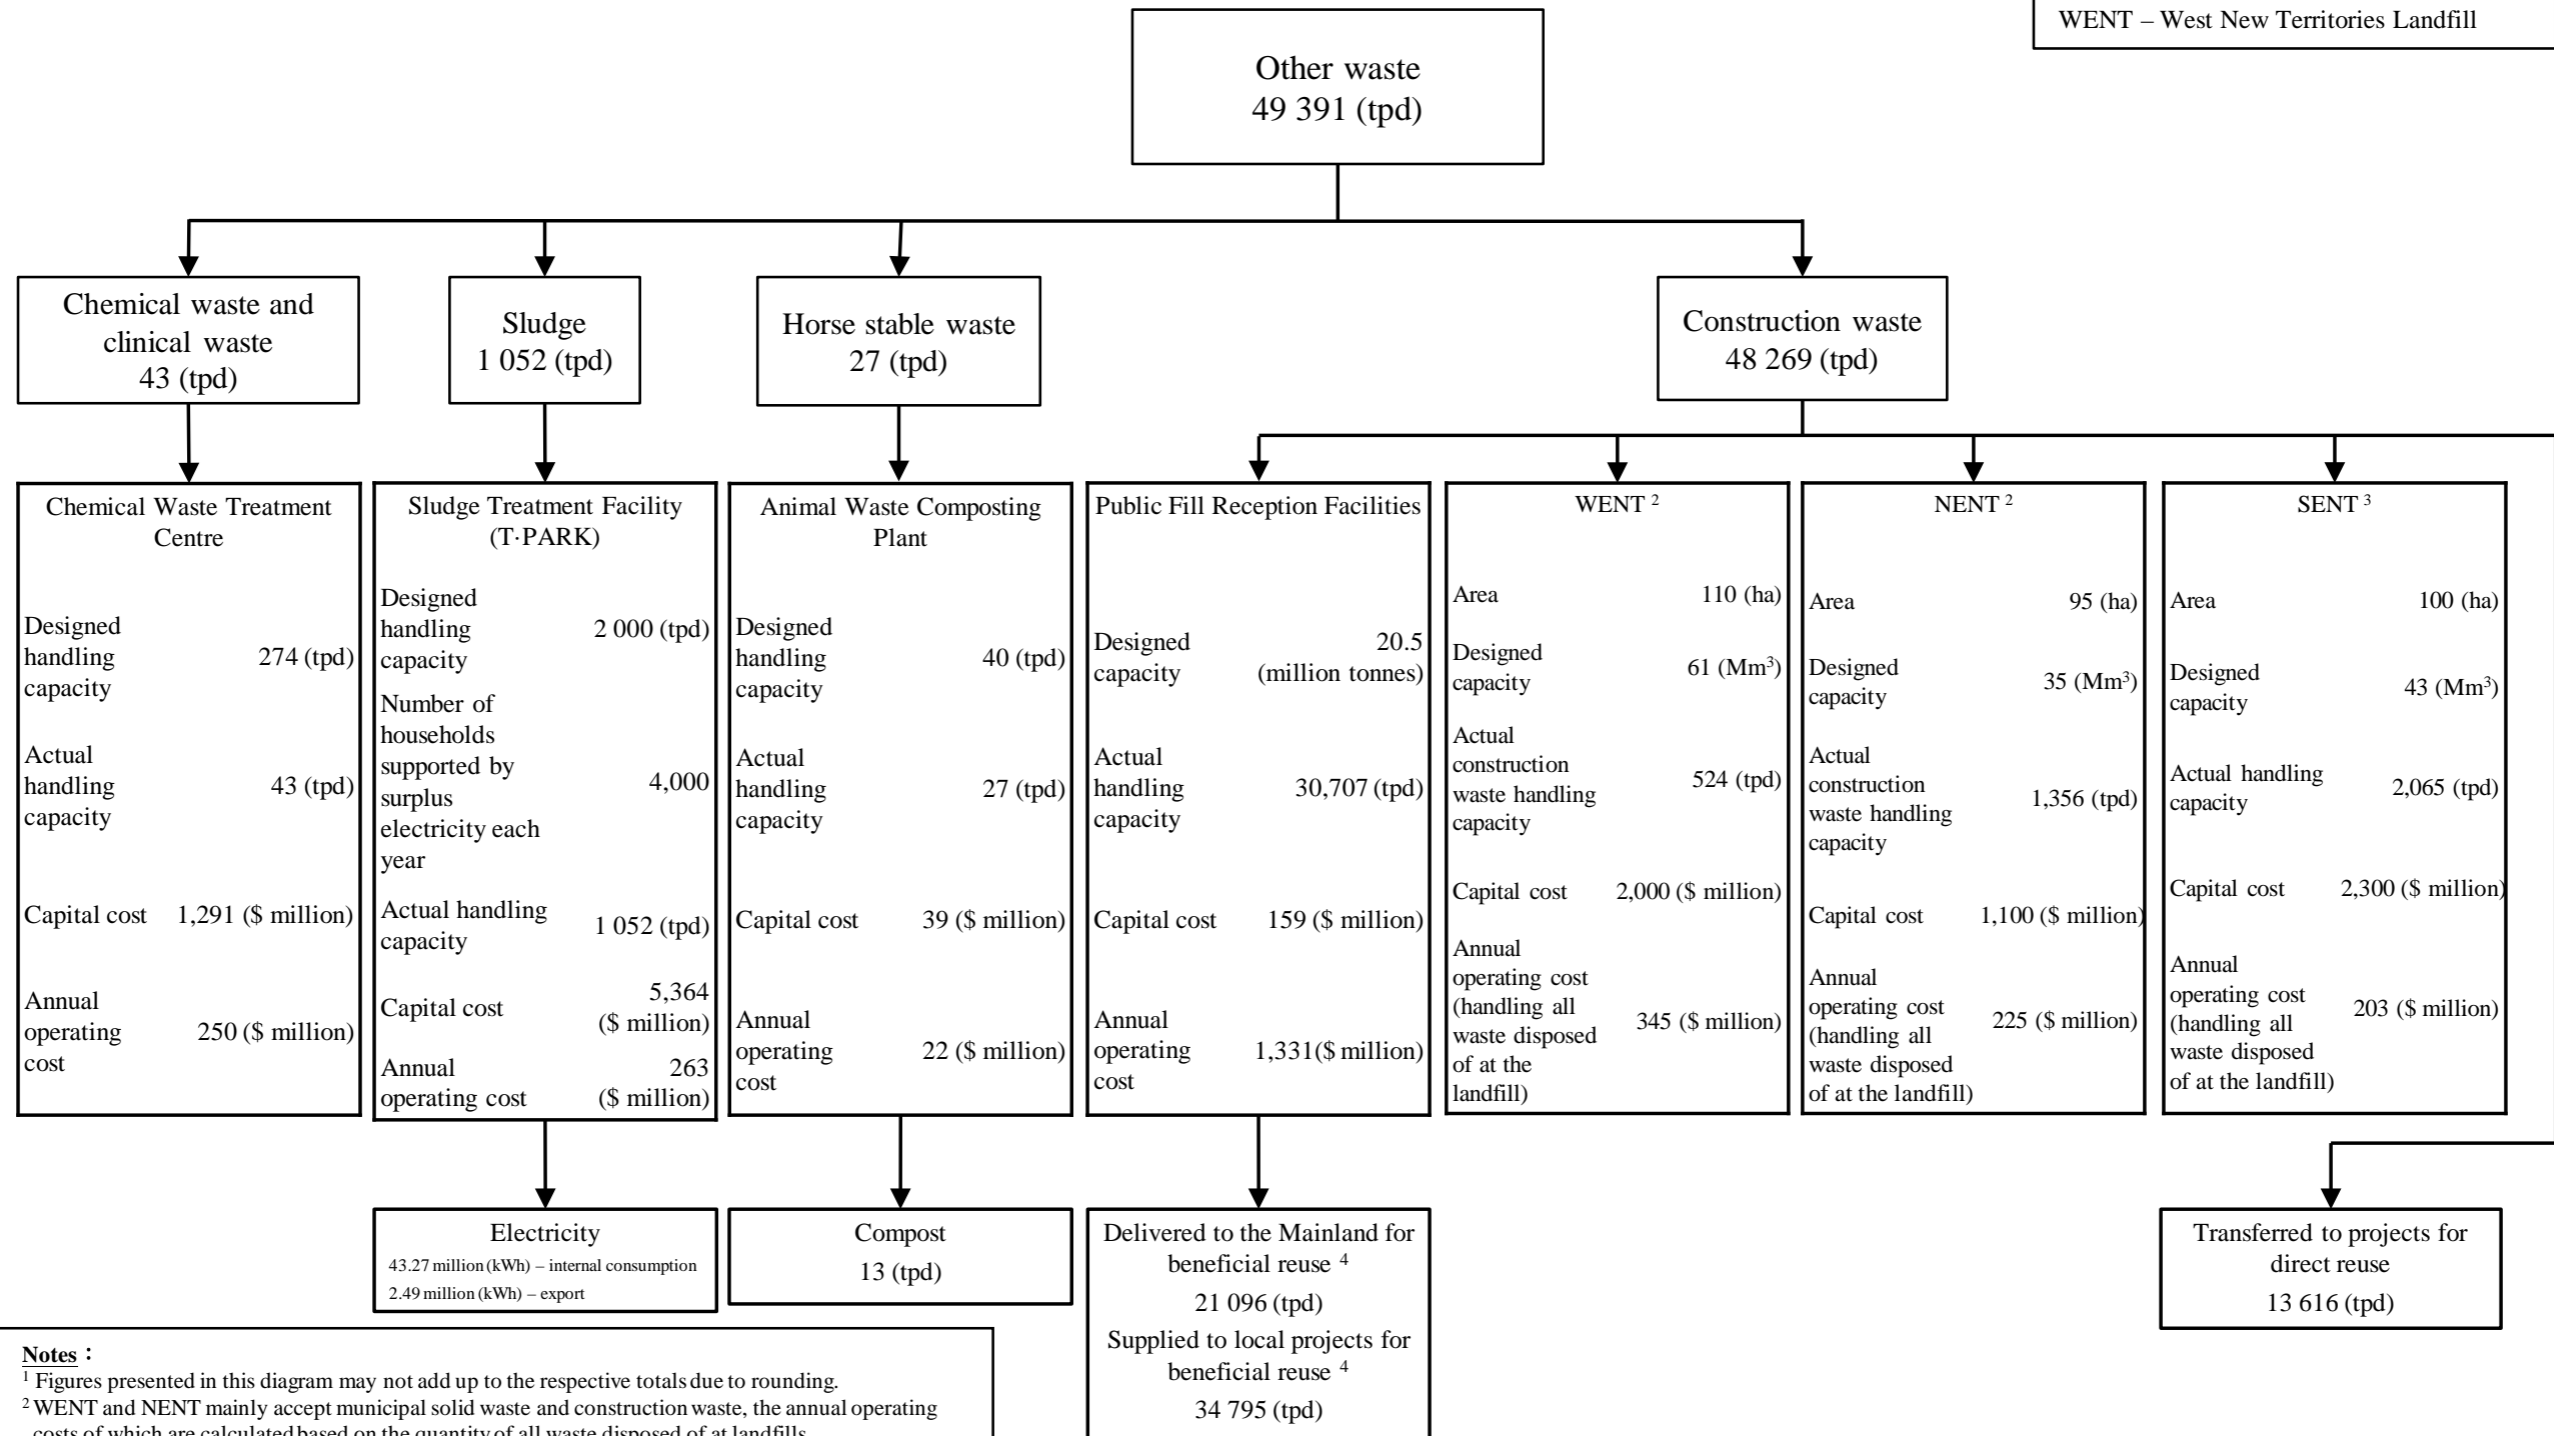 WENT – West New Territories Landfill
Other waste
49 391 (tpd)
Chemical waste and
clinical waste
43 (tpd)
Sludge
1 052 (tpd)
Horse stable waste
27 (tpd)
Construction waste
48 269 (tpd)
Chemical Waste Treatment
Centre
Designed
handling
capacity
274 (tpd)
Actual
handling
capacity
43 (tpd)
Capital cost 1,291 ($ million)
Annual
operating
cost
250 ($ million)
Sludge Treatment Facility
(T·PARK)
Designed
handling
capacity
2 000 (tpd)
Number of
households
supported by
surplus
electricity each
year
4,000
Actual handling
capacity
1 052 (tpd)
Capital cost
5,364
($ million)
Annual
operating cost
263
($ million)
Animal Waste Composting
Plant
Designed
handling
capacity
40 (tpd)
Actual
handling
capacity
27 (tpd)
Capital cost 39 ($ million)
Annual
operating
cost
22 ($ million)
Public Fill Reception Facilities
Designed
capacity
20.5
(million tonnes)
Actual
handling
capacity
30,707 (tpd)
Capital cost 159 ($ million)
Annual
operating
cost
1,331($ million)
WENT ²
Area 110 (ha)
Designed
capacity
61 (Mm³)
Actual
construction
waste handling
capacity
524 (tpd)
Capital cost 2,000 ($ million)
Annual
operating cost
(handling all
waste disposed
of at the
landfill)
345 ($ million)
NENT ²
Area 95 (ha)
Designed
capacity
35 (Mm³)
Actual
construction
waste handling
capacity
1,356 (tpd)
Capital cost 1,100 ($ million)
Annual
operating cost
(handling all
waste disposed
of at the landfill)
225 ($ million)
SENT ³
Area 100 (ha)
Designed
capacity
43 (Mm³)
Actual handling
capacity
2,065 (tpd)
Capital cost 2,300 ($ million)
Annual
operating cost
(handling all
waste disposed
of at the landfill)
203 ($ million)
Electricity
43.27 million (kWh) – internal consumption
2.49 million (kWh) – export
Compost
13 (tpd)
Delivered to the Mainland for
beneficial reuse ⁴
21 096 (tpd)
Supplied to local projects for
beneficial reuse ⁴
34 795 (tpd)
Transferred to projects for
direct reuse
13 616 (tpd)
Notes：
¹ Figures presented in this diagram may not add up to the respective totals due to rounding.
² WENT and NENT mainly accept municipal solid waste and construction waste, the annual operating
costs of which are calculated based on the quantity of all waste disposed of at landfills